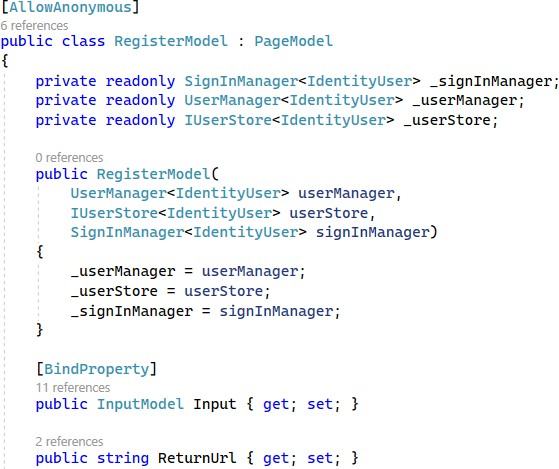 [AllowAnonymous]
6 references
public class RegisterModel : PageModel
{
    private readonly SignInManager<IdentityUser> _signInManager;
    private readonly UserManager<IdentityUser> _userManager;
    private readonly IUserStore<IdentityUser> _userStore;
    0 references
    public RegisterModel(
        UserManager<IdentityUser> userManager,
        IUserStore<IdentityUser> userStore,
        SignInManager<IdentityUser> signInManager)
    {
        _userManager = userManager;
        _userStore = userStore;
        _signInManager = signInManager;
    }
    [BindProperty]
    11 references
    public InputModel Input { get; set; }
    2 references
    public string ReturnUrl { get; set; }